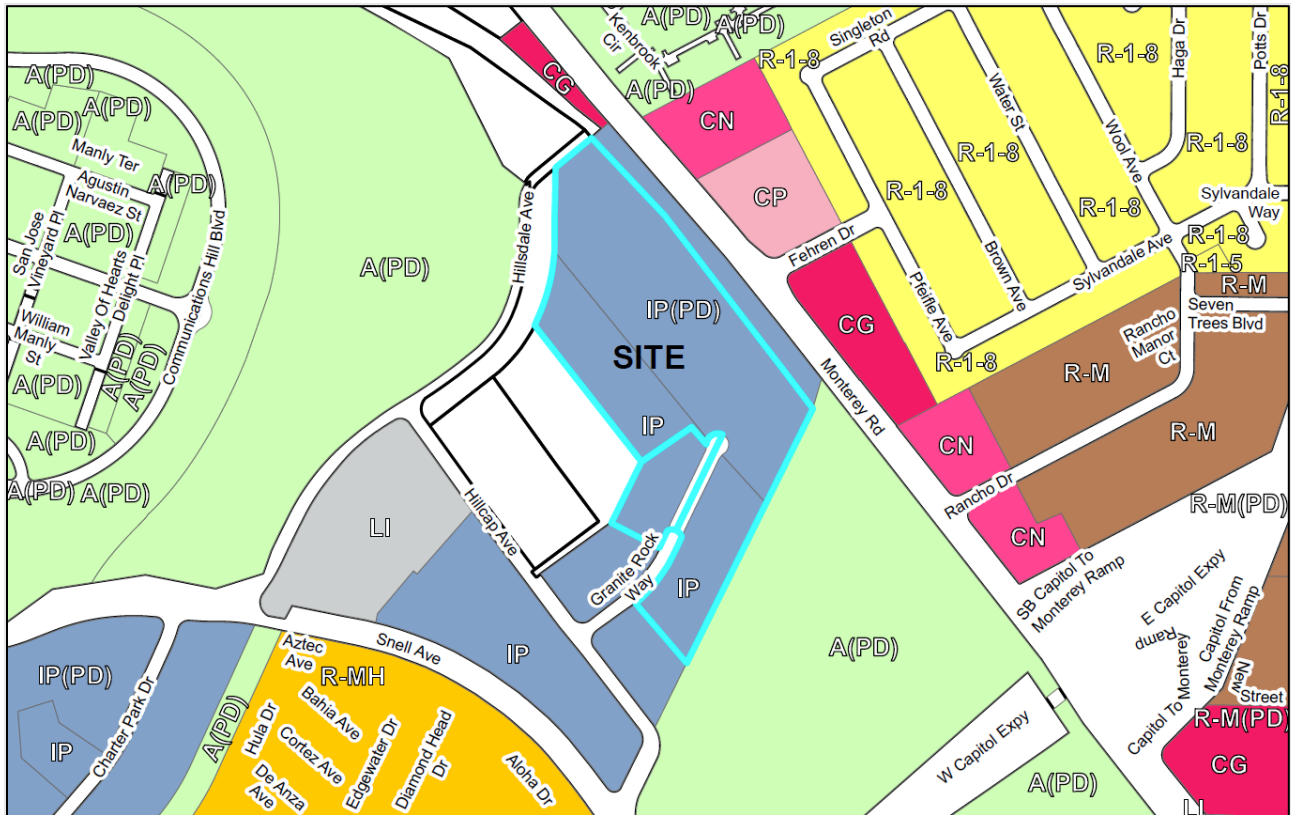 A(PD)
A(PD)
A(PD)
A(PD)
Manly Ter
Agustin
Narvaez St
A(PD)
San Jose
Vineyard Pl
A(PD)
Valley Of Hearts
Delight Pl
William
Manly St
A(PD)
A(PD)
A(PD)
A(PD)
A(PD)
A(PD)
Communications Hill Blvd
A(PD)
Hillsdale Ave
CG
Kenbrook
Cir
A(PD)
A(PD)
A(PD)
R-1-8
Singleton
Rd
CN
CP
Fehren Dr
R-1-8
Water St
R-1-8
Wool Ave
Haga Dr
R-1-8
Potts Dr
R-1-8
R-1-8
R-1-8
Brown Ave
Pfeifle Ave
Sylvandale Ave
Sylvandale
Way
R-1-8
R-1-5
R-M
Seven
Trees Blvd
Rancho
Manor
Ct
R-1-8
CG
Monterey Rd
IP(PD)
SITE
IP
R-M
R-M
CN
Rancho Dr
CN
R-M(PD)
SB Capitol To
Monterey Ramp
E Capitol Expy
Capitol From
Monterey Ramp
Capitol To Monterey
Ramp
New
Street
R-M(PD)
CG
LI
LI
Hillcap Ave
Granite Rock
Way
IP
IP
A(PD)
W Capitol Expy
A(PD)
Snell Ave
Aztec
Ave
R-MH
Bahia Ave
Hula Dr
Cortez Ave
De Anza
Ave
Edgewater Dr
Diamond Head
Dr
Aloha Dr
A(PD)
IP(PD)
IP
Charter Park Dr